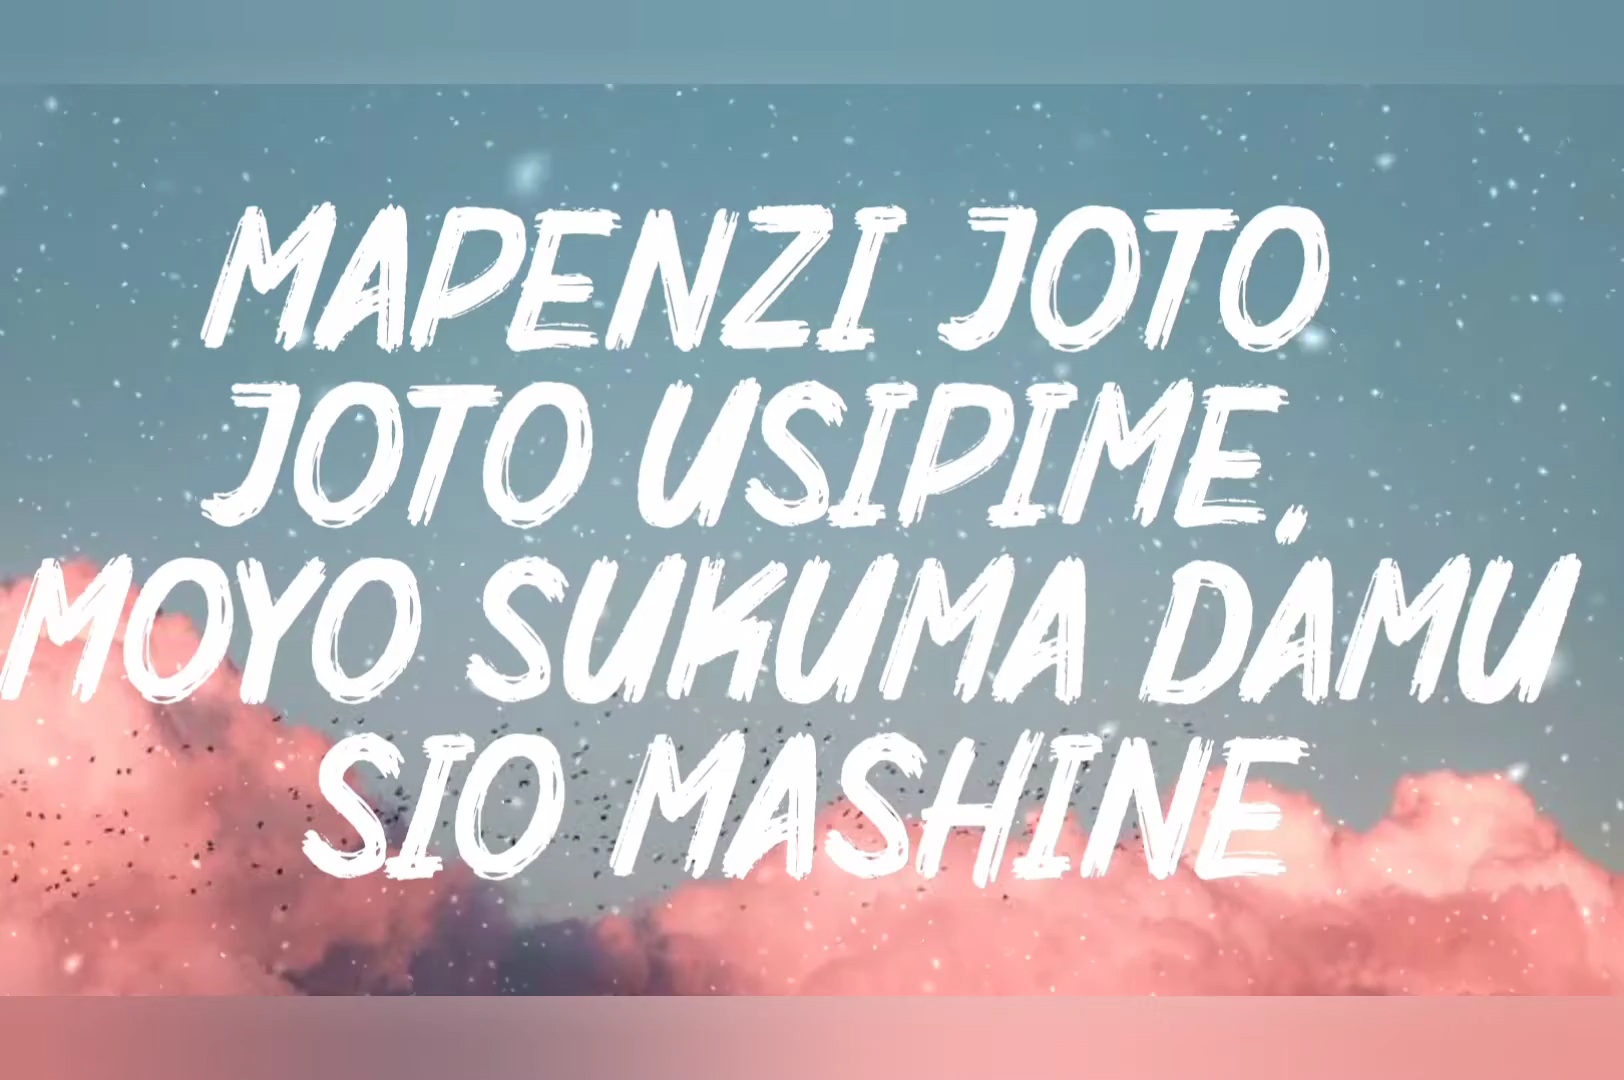 MAPENZI JOTO
JOTO USIPIME,
MOYO SUKUMA DAMU
SIO MASHINE